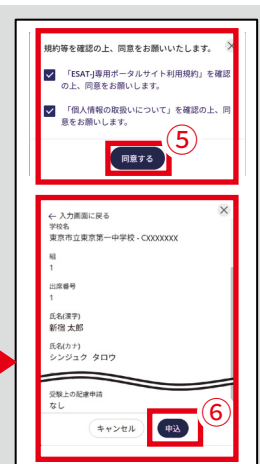 規約等を確認の上、同意をお願いいたします。 ×
「ESAT-J専用ポータルサイト利用規約」を確認
の上、同意をお願いします。
「個人情報の取扱いについて」を確認の上、同
意をお願いします。
⑤
同意する
×
← 入力画面に戻る
学校名
東京市立東京第一中学校 - CXXXXXXX
組
1
出席番号
1
氏名(漢字)
新宿 太郎
氏名(カナ)
シンジュク タロウ
受験上の配慮申請
なし
⑥
キャンセル 申込